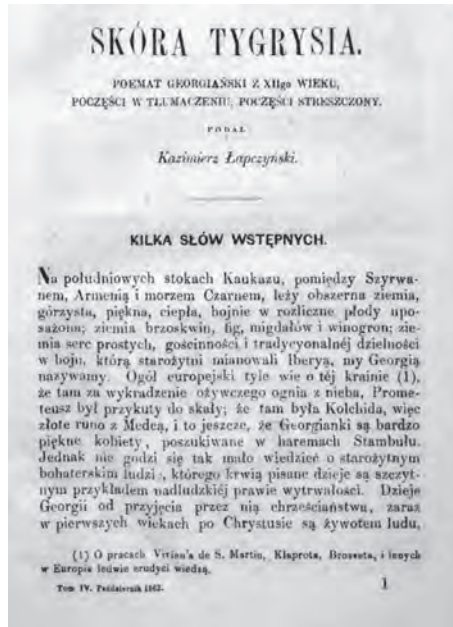 SKÓRA TYGRYSIA.
POEMAT GEORGIAŃSKI Z XIIgo WIEKU,
POCZĘŚCI W TŁUMACZENIU, POCZĘŚCI STRESZCZONY.
PODAŁ
Kazimierz Łapczyński.
KILKA SŁÓW WSTĘPNYCH.
Na południowych stokach Kaukazu, pomiędzy Szyrwa-
nem, Armenią i morzem Czarnem, leży obszerna ziemia,
górzysta, piękna, ciepła, hojnie w rozliczne płody upo-
sażona; ziemia brzoskwin, fig, migdałów i winogron; zie-
mia serc prostych, gościnności i tradycyonalnéj dzielności
w boju, którą starożytni mianowali Iberyą, my Georgią
nazywamy. Ogół europejski tyle wie o téj krainie (1),
że tam za wykradzenie ożywczego ognia z nieba, Prome-
teusz był przykuty do skały; że tam była Kolchida, więc
złote runo z Medeą, i to jeszcze, że Georgianki są bardzo
piękne kobiety, poszukiwane w haremach Stambułu.
Jednak nie godzi się tak mało wiedzieć o starożytnym
bohaterskim ludzie, którego krwią pisane dzieje są szczyt-
nym przykładem nadludzkiéj prawie wytrwałości. Dzieje
Georgii od przyjęcia przez nią chrześciaństwa, zaraz
w pierwszych wiekach po Chrystusie są żywotem ludu,
(1) O pracach Vivien'a de S. Martin, Klaprota, Brosseta, i innych
w Europie ledwie erudyci wiedzą.
Tom IV. Październik 1863.
1